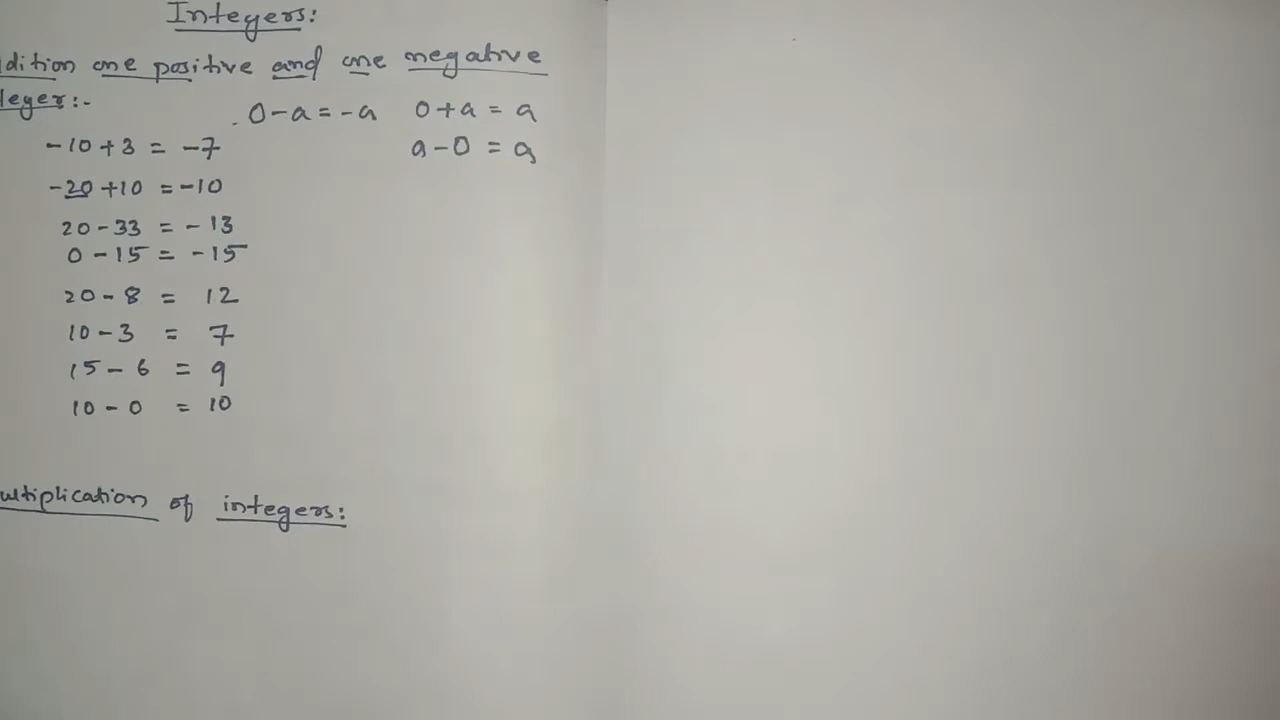 Integers:
dition one positive and one negative
leger:-
0-a=-a 0+a = a
-10+3 = -7
a-0 = a
-20+10 =-10
20-33 = -13
0-15 = -15
20-8 = 12
10-3 = 7
15-6 = 9
10-0 = 10
ultiplication of integers: